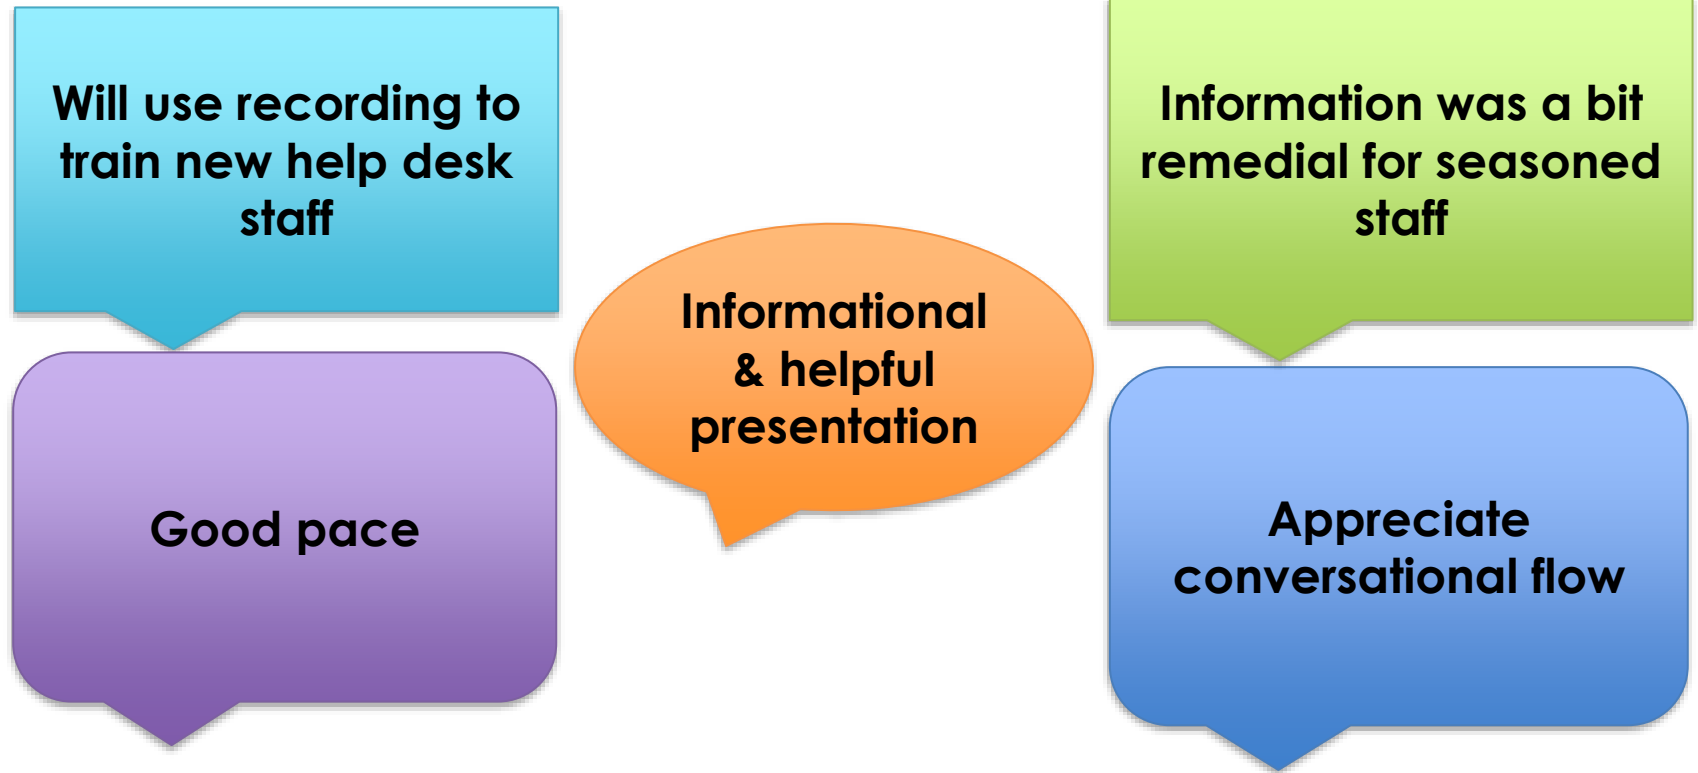 Will use recording to
train new help desk
staff
Good pace
Informational
& helpful
presentation
Information was a bit
remedial for seasoned
staff
Appreciate
conversational flow